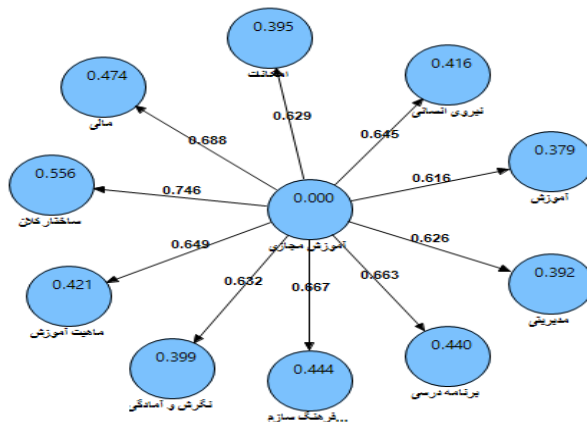 0.395
امکانات
0.416
نیروی انسانی
0.474
مالی
0.629
0.645
0.379
آموزش
0.688
0.616
0.556
ساختار کلان
0.746
0.000
آموزش مجازی
0.649
0.626
0.421
ماهیت آموزش
0.632
0.667
0.663
0.392
مدیریتی
0.399
نگرش و آمادگی
0.444
فرهنگ سازم...
0.440
برنامه درسی